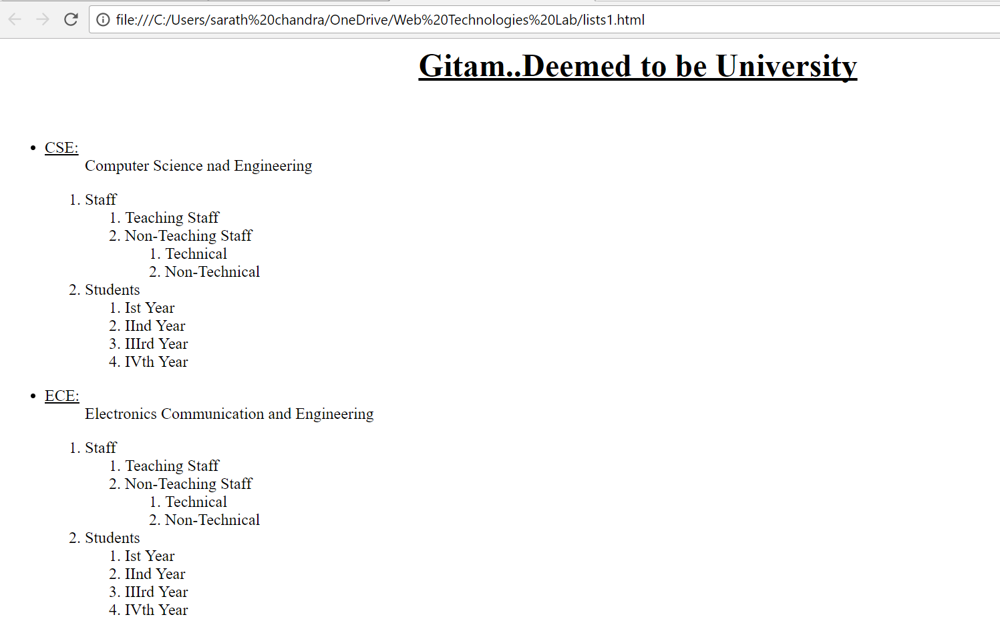 file:///C:/Users/sarath%20chandra/OneDrive/Web%20Technologies%20Lab/lists1.html
Gitam..Deemed to be University
• CSE:
Computer Science nad Engineering
1. Staff
1. Teaching Staff
2. Non-Teaching Staff
1. Technical
2. Non-Technical
2. Students
1. Ist Year
2. IInd Year
3. IIIrd Year
4. IVth Year
• ECE:
Electronics Communication and Engineering
1. Staff
1. Teaching Staff
2. Non-Teaching Staff
1. Technical
2. Non-Technical
2. Students
1. Ist Year
2. IInd Year
3. IIIrd Year
4. IVth Year